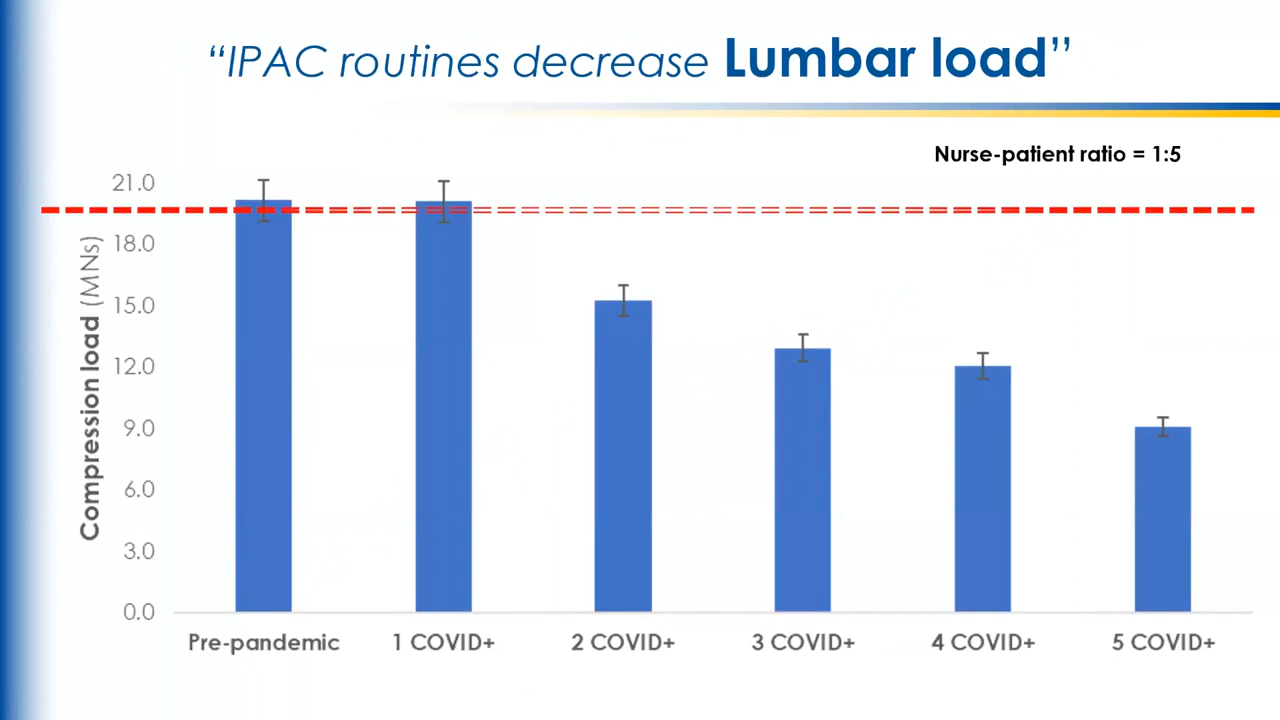 “IPAC routines decrease Lumbar load”
Nurse-patient ratio = 1:5
Compression load (MNs)
21.0
18.0
15.0
12.0
9.0
6.0
3.0
0.0
Pre-pandemic
1 COVID+
2 COVID+
3 COVID+
4 COVID+
5 COVID+